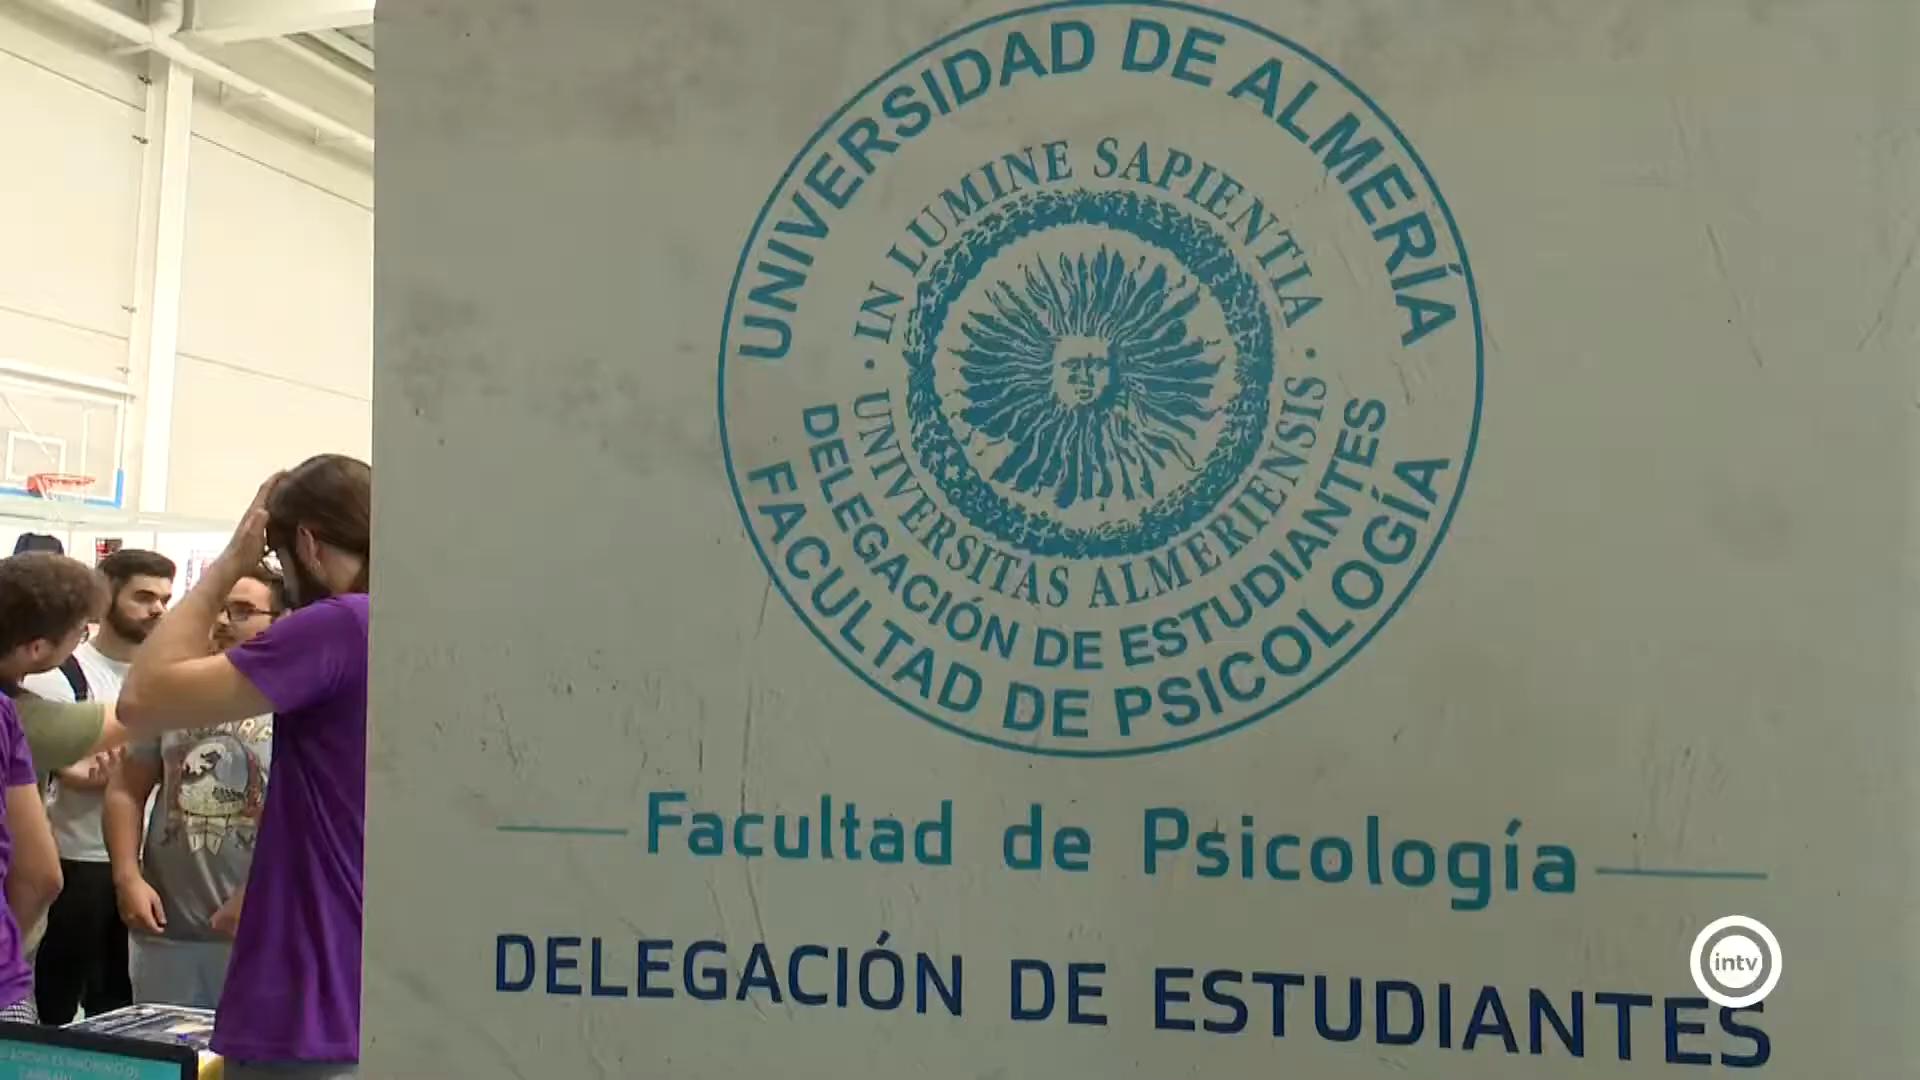 UNIVERSIDAD DE ALMERÍA
· IN LUMINE SAPIENTIA ·
UNIVERSITAS ALMERIENSIS
DELEGACIÓN DE ESTUDIANTES
FACULTAD DE PSICOLOGÍA
Facultad de Psicología
DELEGACIÓN DE ESTUDIANTES
intv